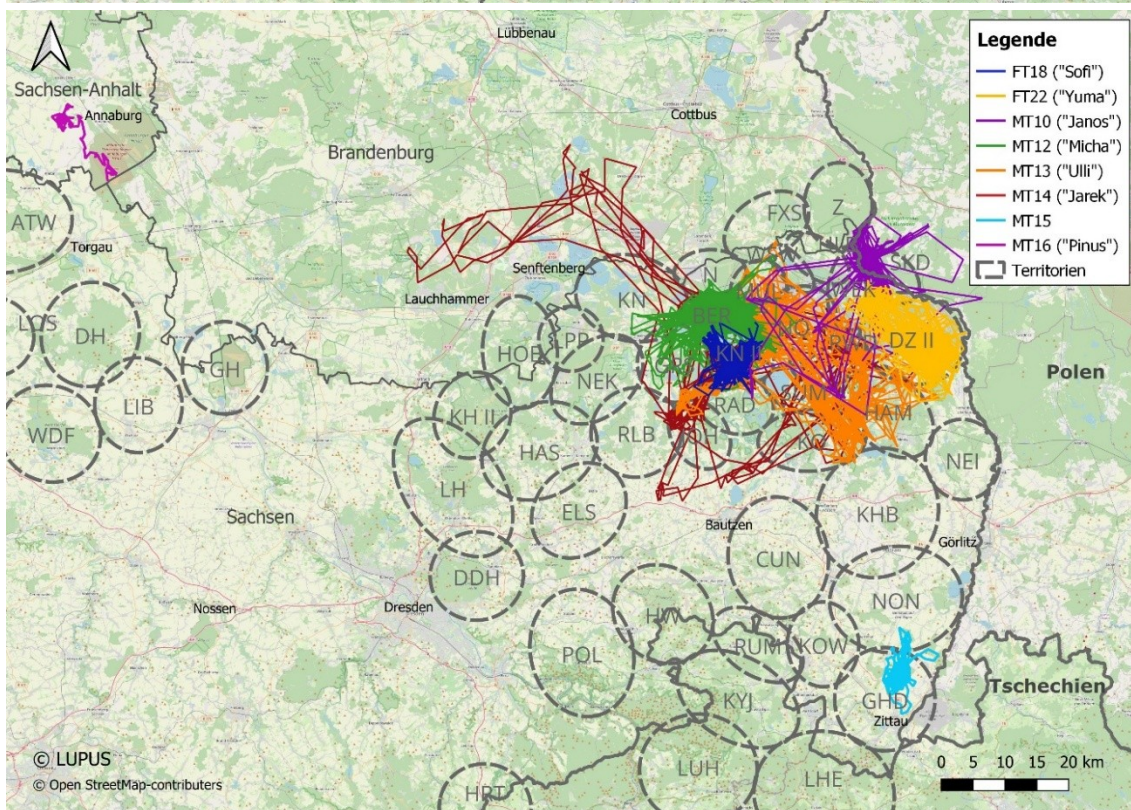 Lübbenau
Legende
FT18 ("Sofi")
FT22 ("Yuma")
MT10 ("Janos")
MT12 ("Micha")
MT13 ("Ulli")
MT14 ("Jarek")
MT15
MT16 ("Pinus")
Territorien
Sachsen-Anhalt
Annaburg
Cottbus
Brandenburg
ATW
Torgau
FXS
Z
SKD
Senftenberg
Lauchhammer
N
KN
BER
DZ II
KN II
LOS
DH
HOB
LPP
GH
NEK
Polen
LIB
KH II
RAD
HAM
WDF
HAS
RLB
NEI
LH
ELS
KHB
Sachsen
Bautzen
Görlitz
CUN
DDH
NON
Nossen
Dresden
HW
POL
RUM
KOW
KYJ
GHD
Tschechien
Zittau
© LUPUS
© Open StreetMap-contributers
LUH
LHE
HRT
0 5 10 15 20 km